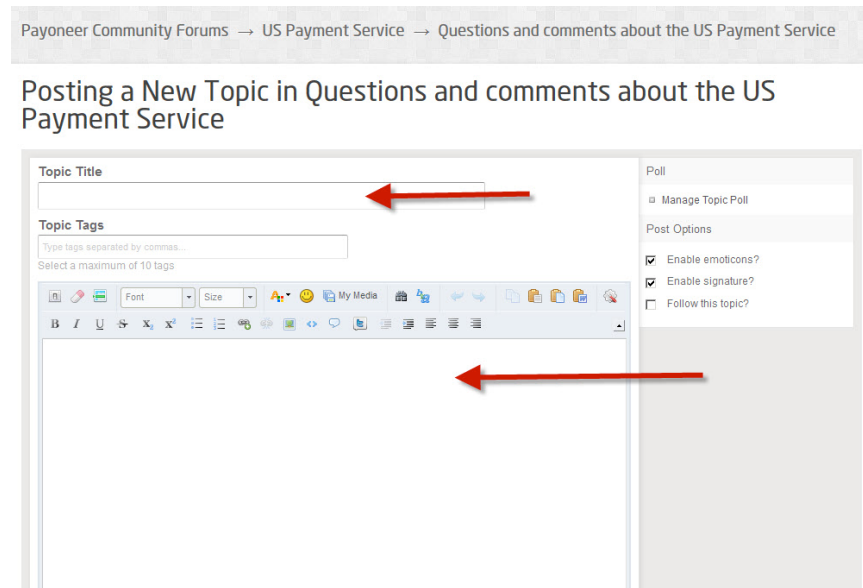 Payoneer Community Forums → US Payment Service → Questions and comments about the US Payment Service
Posting a New Topic in Questions and comments about the US
Payment Service
Topic Title
Topic Tags
Type tags separated by commas...
Select a maximum of 10 tags
Font
Size
My Media
B I U S X₂ X²
Poll
Manage Topic Poll
Post Options
Enable emoticons?
Enable signature?
Follow this topic?